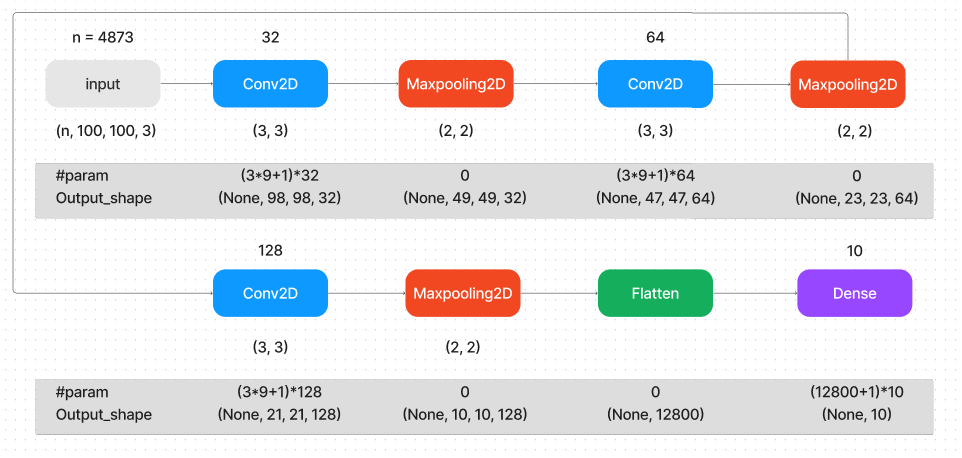 n = 4873 32 64
input Conv2D Maxpooling2D Conv2D Maxpooling2D
(n, 100, 100, 3) (3, 3) (2, 2) (3, 3) (2, 2)
#param (3*9+1)*32 0 (3*9+1)*64 0
Output_shape (None, 98, 98, 32) (None, 49, 49, 32) (None, 47, 47, 64) (None, 23, 23, 64)
128 10
Conv2D Maxpooling2D Flatten Dense
(3, 3) (2, 2)
#param (3*9+1)*128 0 0 (12800+1)*10
Output_shape (None, 21, 21, 128) (None, 10, 10, 128) (None, 12800) (None, 10)